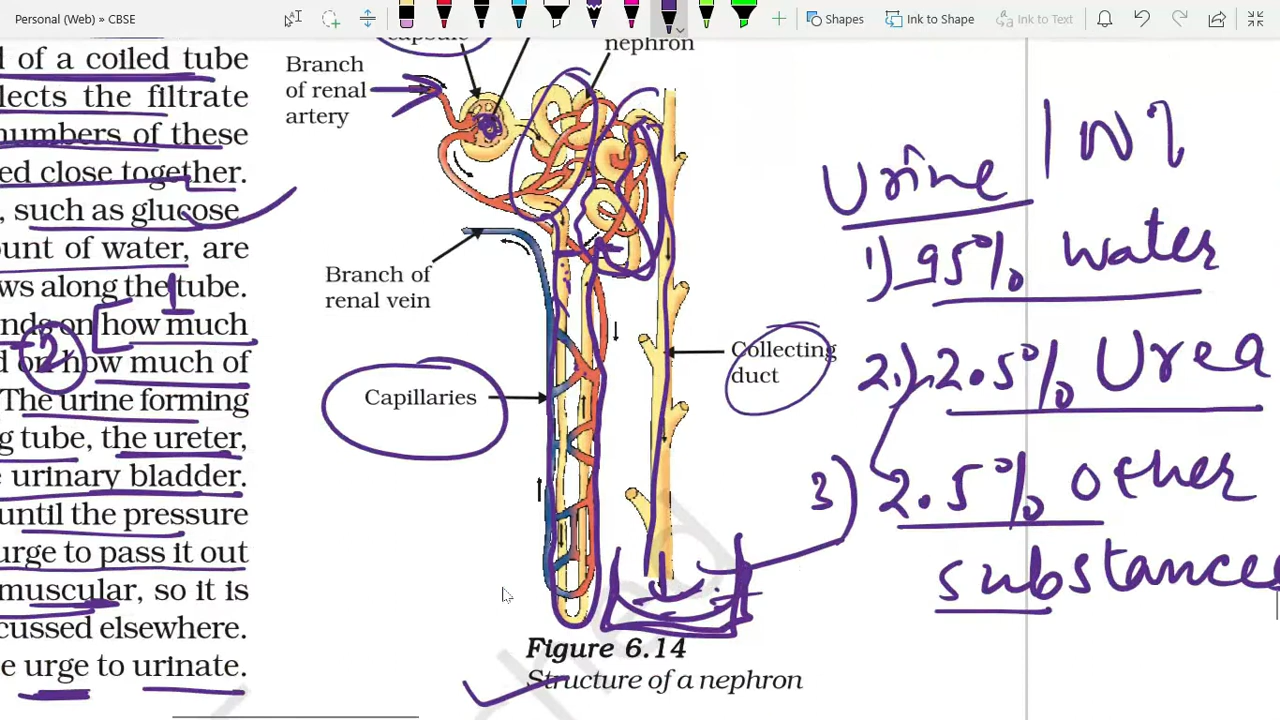 Personal (Web) » CBSE
Shapes
Ink to Shape
Ink to Text
d of a coiled tube
lects the filtrate
numbers of these
ed close together.
, such as glucose,
ount of water, are
ws along the tube.
nds on how much
d on how much of
The urine forming
g tube, the ureter,
e urinary bladder.
until the pressure
urge to pass it out
muscular, so it is
cussed elsewhere.
e urge to urinate.
1
2
capsule
nephron
Branch
of renal
artery
Branch of
renal vein
Capillaries
Collecting
duct
Figure 6.14
Structure of a nephron
Urine
1) 95% water
2.) 2.5% Urea
3) 2.5% other
substances